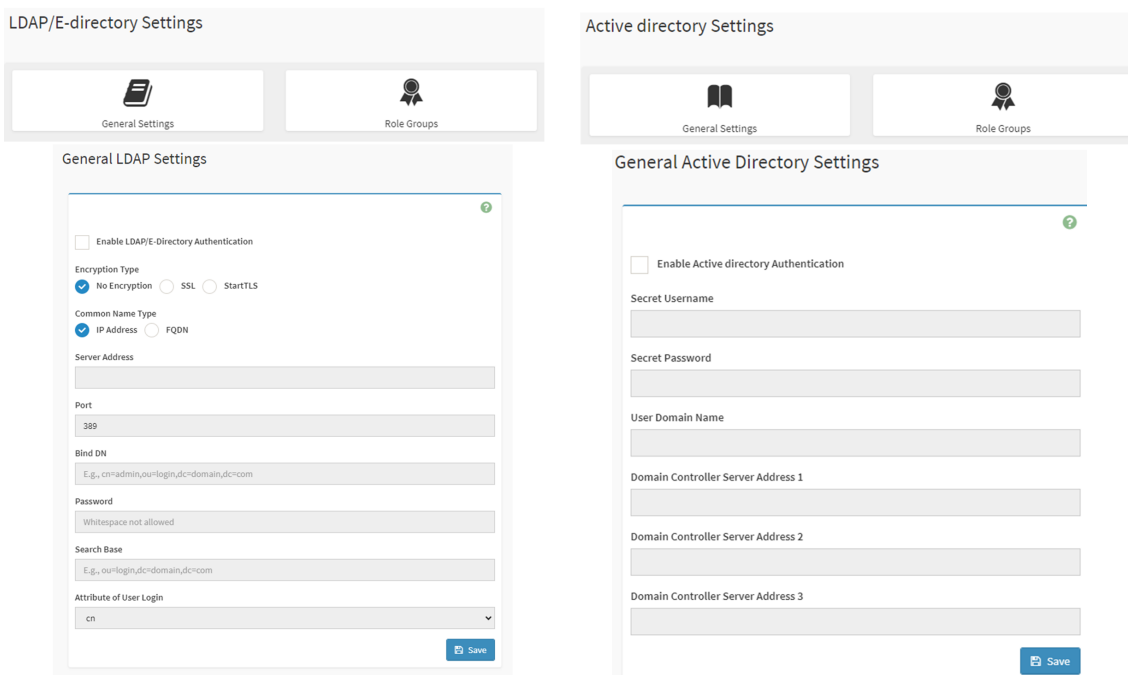 LDAP/E-directory Settings
General Settings
Role Groups
General LDAP Settings
Enable LDAP/E-Directory Authentication
Encryption Type
No Encryption SSL StartTLS
Common Name Type
IP Address FQDN
Server Address
Port
389
Bind DN
E.g., cn=admin,ou=login,dc=domain,dc=com
Password
Whitespace not allowed
Search Base
E.g., ou=login,dc=domain,dc=com
Attribute of User Login
cn
Save
Active directory Settings
General Settings
Role Groups
General Active Directory Settings
Enable Active directory Authentication
Secret Username
Secret Password
User Domain Name
Domain Controller Server Address 1
Domain Controller Server Address 2
Domain Controller Server Address 3
Save